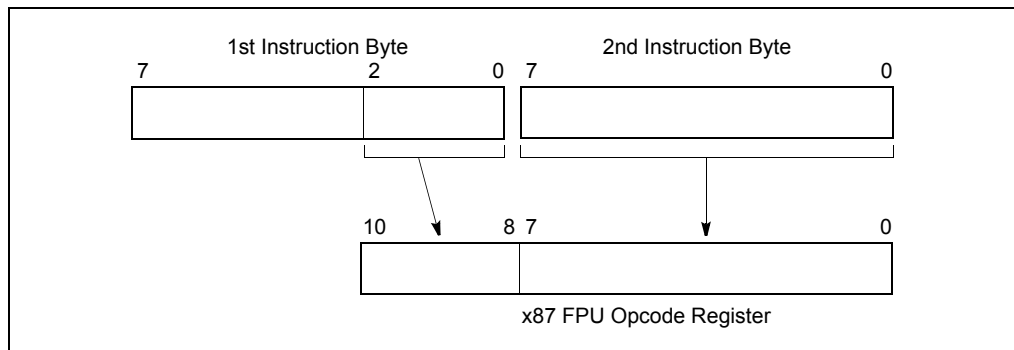 1st Instruction Byte 2nd Instruction Byte
7 2 0 7 0
10 8 7 0
x87 FPU Opcode Register